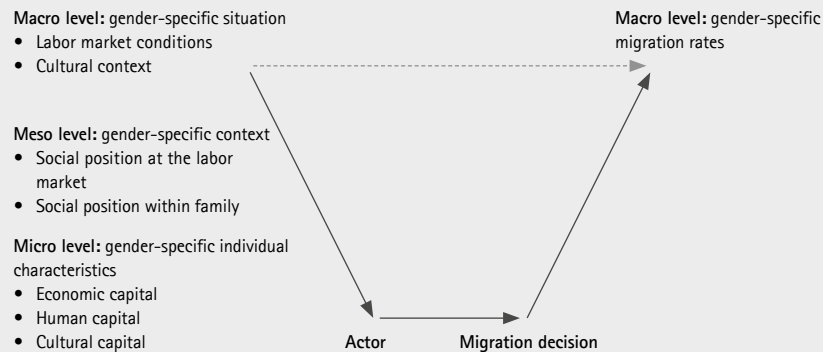 Macro level: gender-specific situation
• Labor market conditions
• Cultural context
Macro level: gender-specific
migration rates
Meso level: gender-specific context
• Social position at the labor
market
• Social position within family
Micro level: gender-specific individual
characteristics
• Economic capital
• Human capital
• Cultural capital
Actor
Migration decision